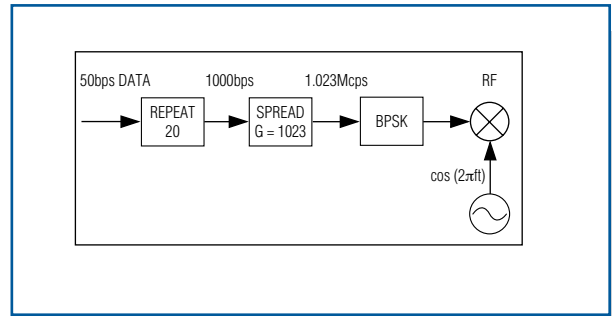 50bps DATA
1000bps
1.023Mcps
RF
REPEAT
20
SPREAD
G = 1023
BPSK
cos (2πft)